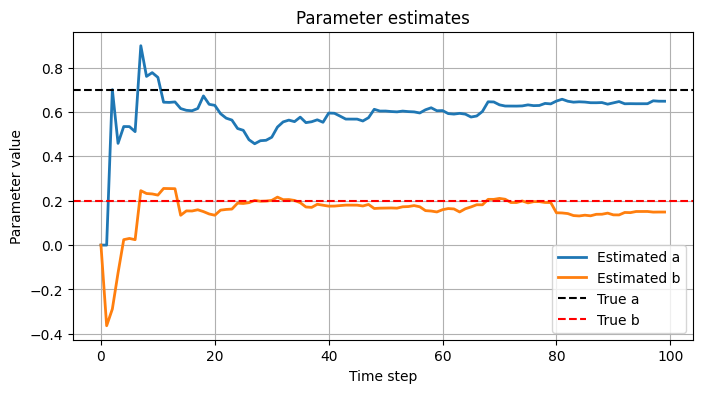 Parameter estimates
Parameter value
0.8
0.6
0.4
0.2
0.0
−0.2
−0.4
Estimated a
Estimated b
True a
True b
0 20 40 60 80 100
Time step